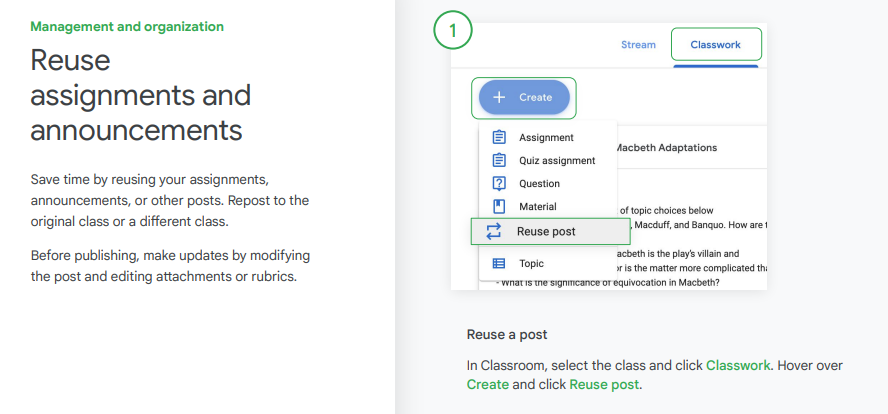 Management and organization
Reuse
assignments and
announcements
Save time by reusing your assignments,
announcements, or other posts. Repost to the
original class or a different class.
Before publishing, make updates by modifying
the post and editing attachments or rubrics.
1
Stream Classwork
Create
Assignment
Quiz assignment
Question
Material
Reuse post
Topic
Macbeth Adaptations
of topic choices below
, Macduff, and Banquo. How are
acbeth is the play's villain and
or is the matter more complicated
- What is the significance of equivocation in Macbeth?
Reuse a post
In Classroom, select the class and click Classwork. Hover over
Create and click Reuse post.